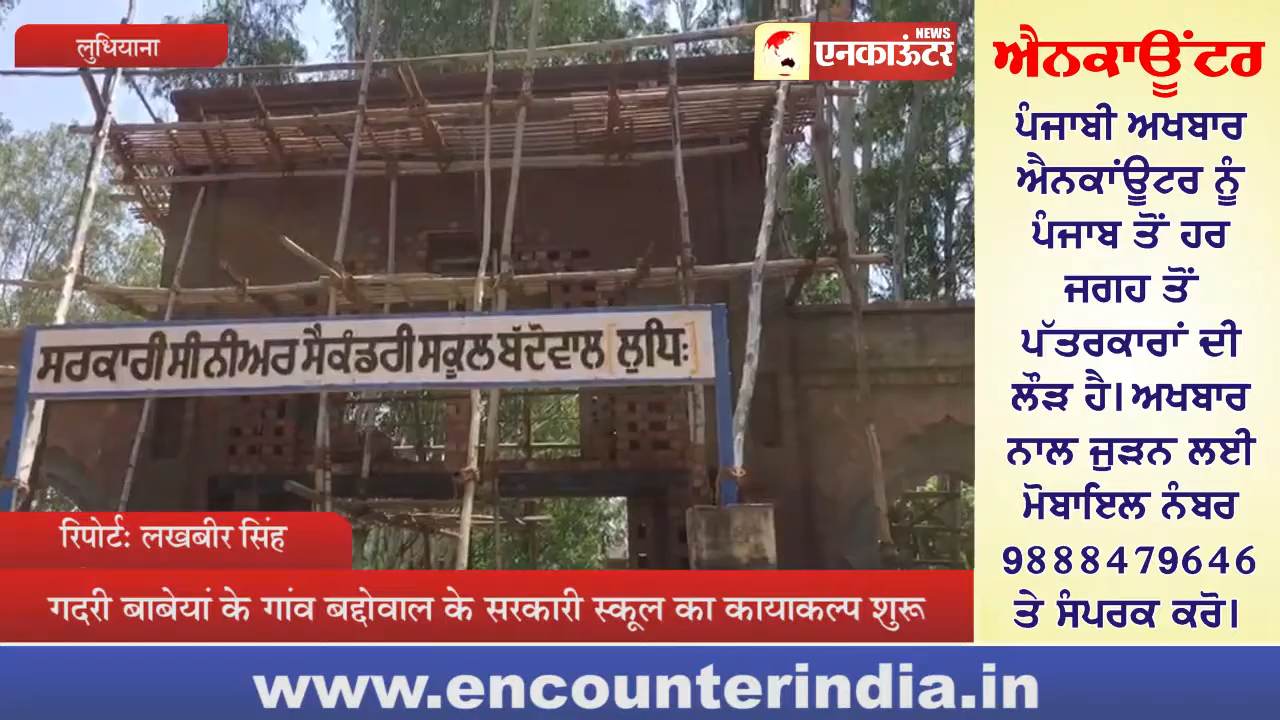 लुधियाना
NEWS
एनकाऊंटर
ਸਰਕਾਰੀ ਸੀਨੀਅਰ ਸੈਕੰਡਰੀ ਸਕੂਲ ਬੱਦੋਵਾਲ [ਲੁਧਿਃ]
रिपोर्टः लखबीर सिंह
गदरी बाबेयां के गांव बद्दोवाल के सरकारी स्कूल का कायाकल्प शुरू
www.encounterindia.in
ਐਨਕਾਊਂਟਰ
ਪੰਜਾਬੀ ਅਖਬਾਰ
ਐਨਕਾਂਊਟਰ ਨੂੰ
ਪੰਜਾਬ ਤੋਂ ਹਰ
ਜਗਹ ਤੋਂ
ਪੱਤਰਕਾਰਾਂ ਦੀ
ਲੌੜ ਹੈ। ਅਖਬਾਰ
ਨਾਲ ਜੁੜਨ ਲਈ
ਮੋਬਾਇਲ ਨੰਬਰ
9888479646
ਤੇ ਸੰਪਰਕ ਕਰੋ।